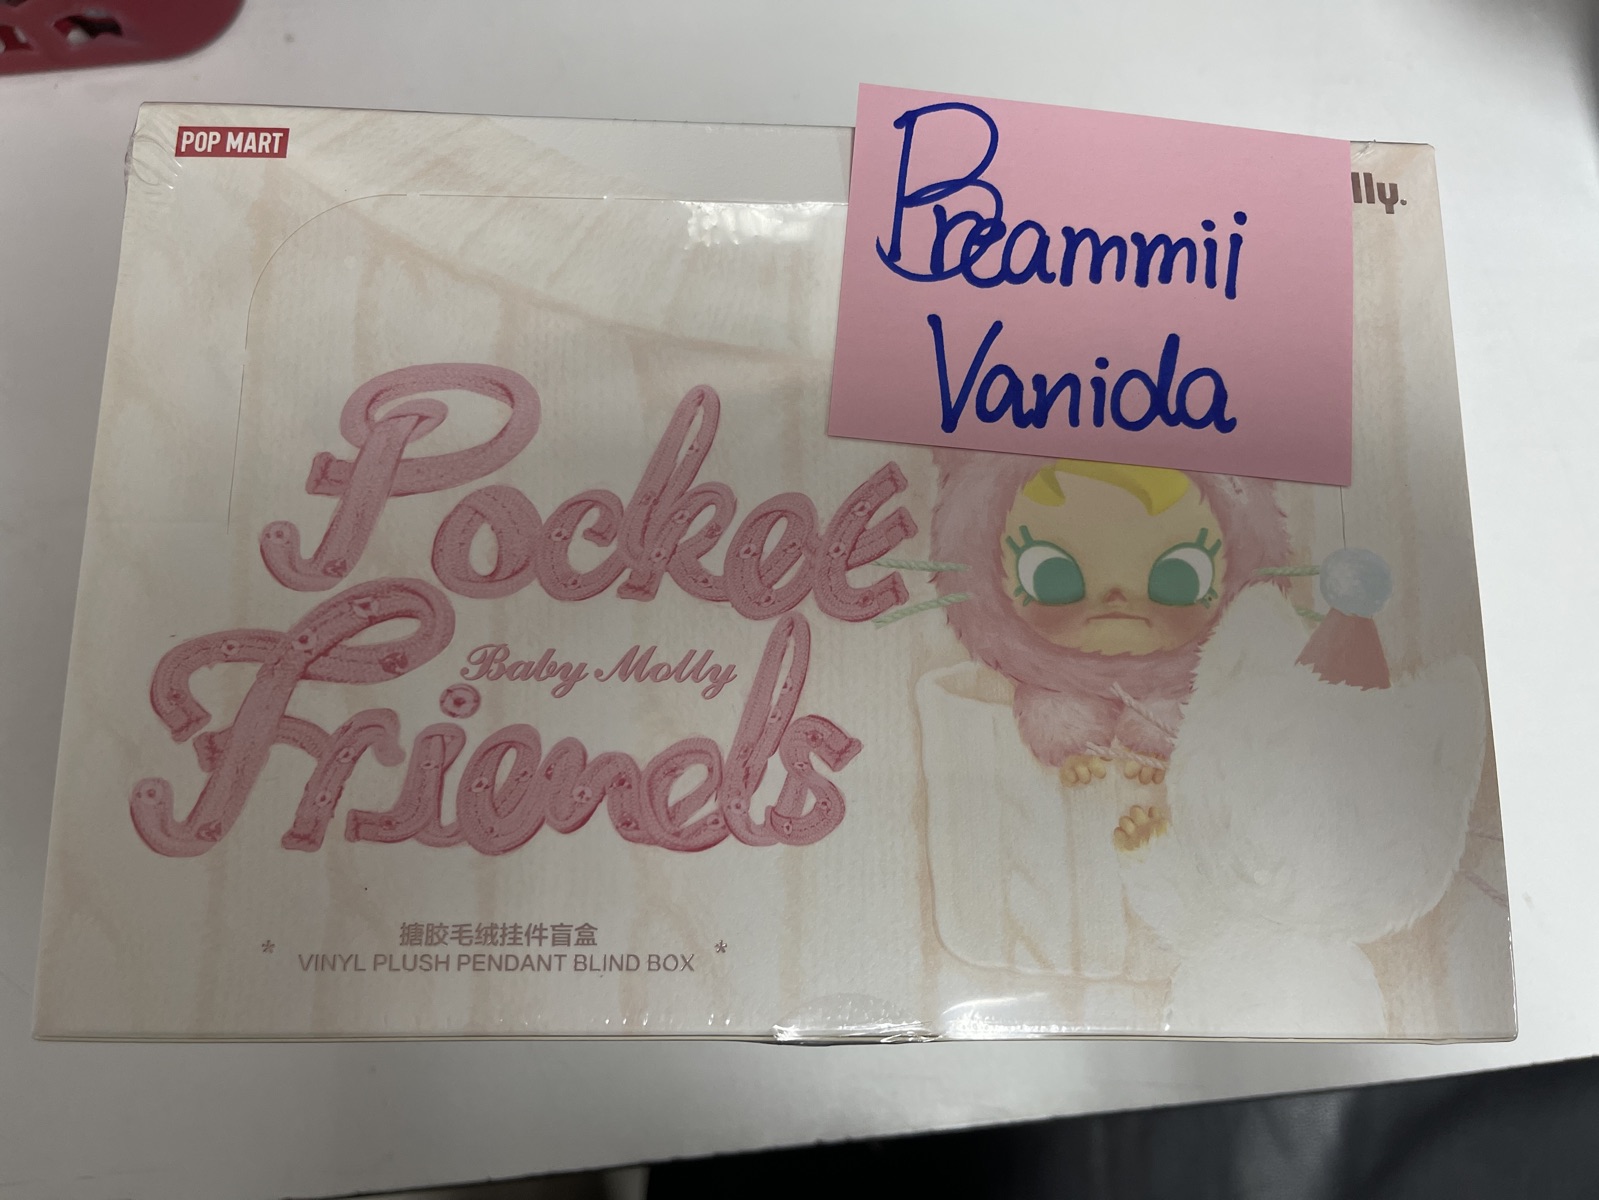 POP MART
lly.
Preammii
Vanida
Pocket
Baby Molly
Friends
搪胶毛绒挂件盲盒
* VINYL PLUSH PENDANT BLIND BOX *